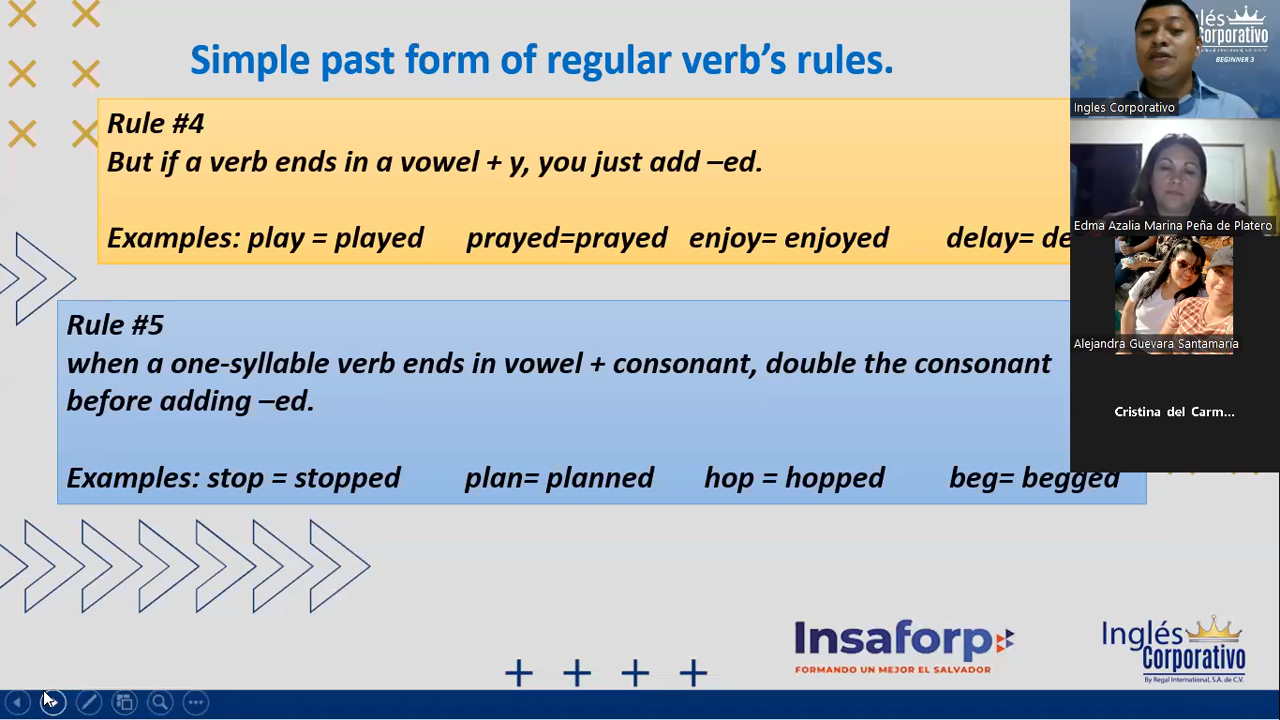 Simple past form of regular verb's rules.
Rule #4
But if a verb ends in a vowel + y, you just add –ed.
Examples: play = played prayed=prayed enjoy= enjoyed delay= de
Rule #5
when a one-syllable verb ends in vowel + consonant, double the consonant
before adding –ed.
Examples: stop = stopped plan= planned hop = hopped beg= begged
Insaforp
FORMANDO UN MEJOR EL SALVADOR
Inglés
Corporativo
By Regal International, S.A. de C.V.
lés
orporativo
BEGINNER 3
Ingles Corporativo
Edma Azalia Marina Peña de Platero
Alejandra Guevara Santamaría
Cristina del Carm...